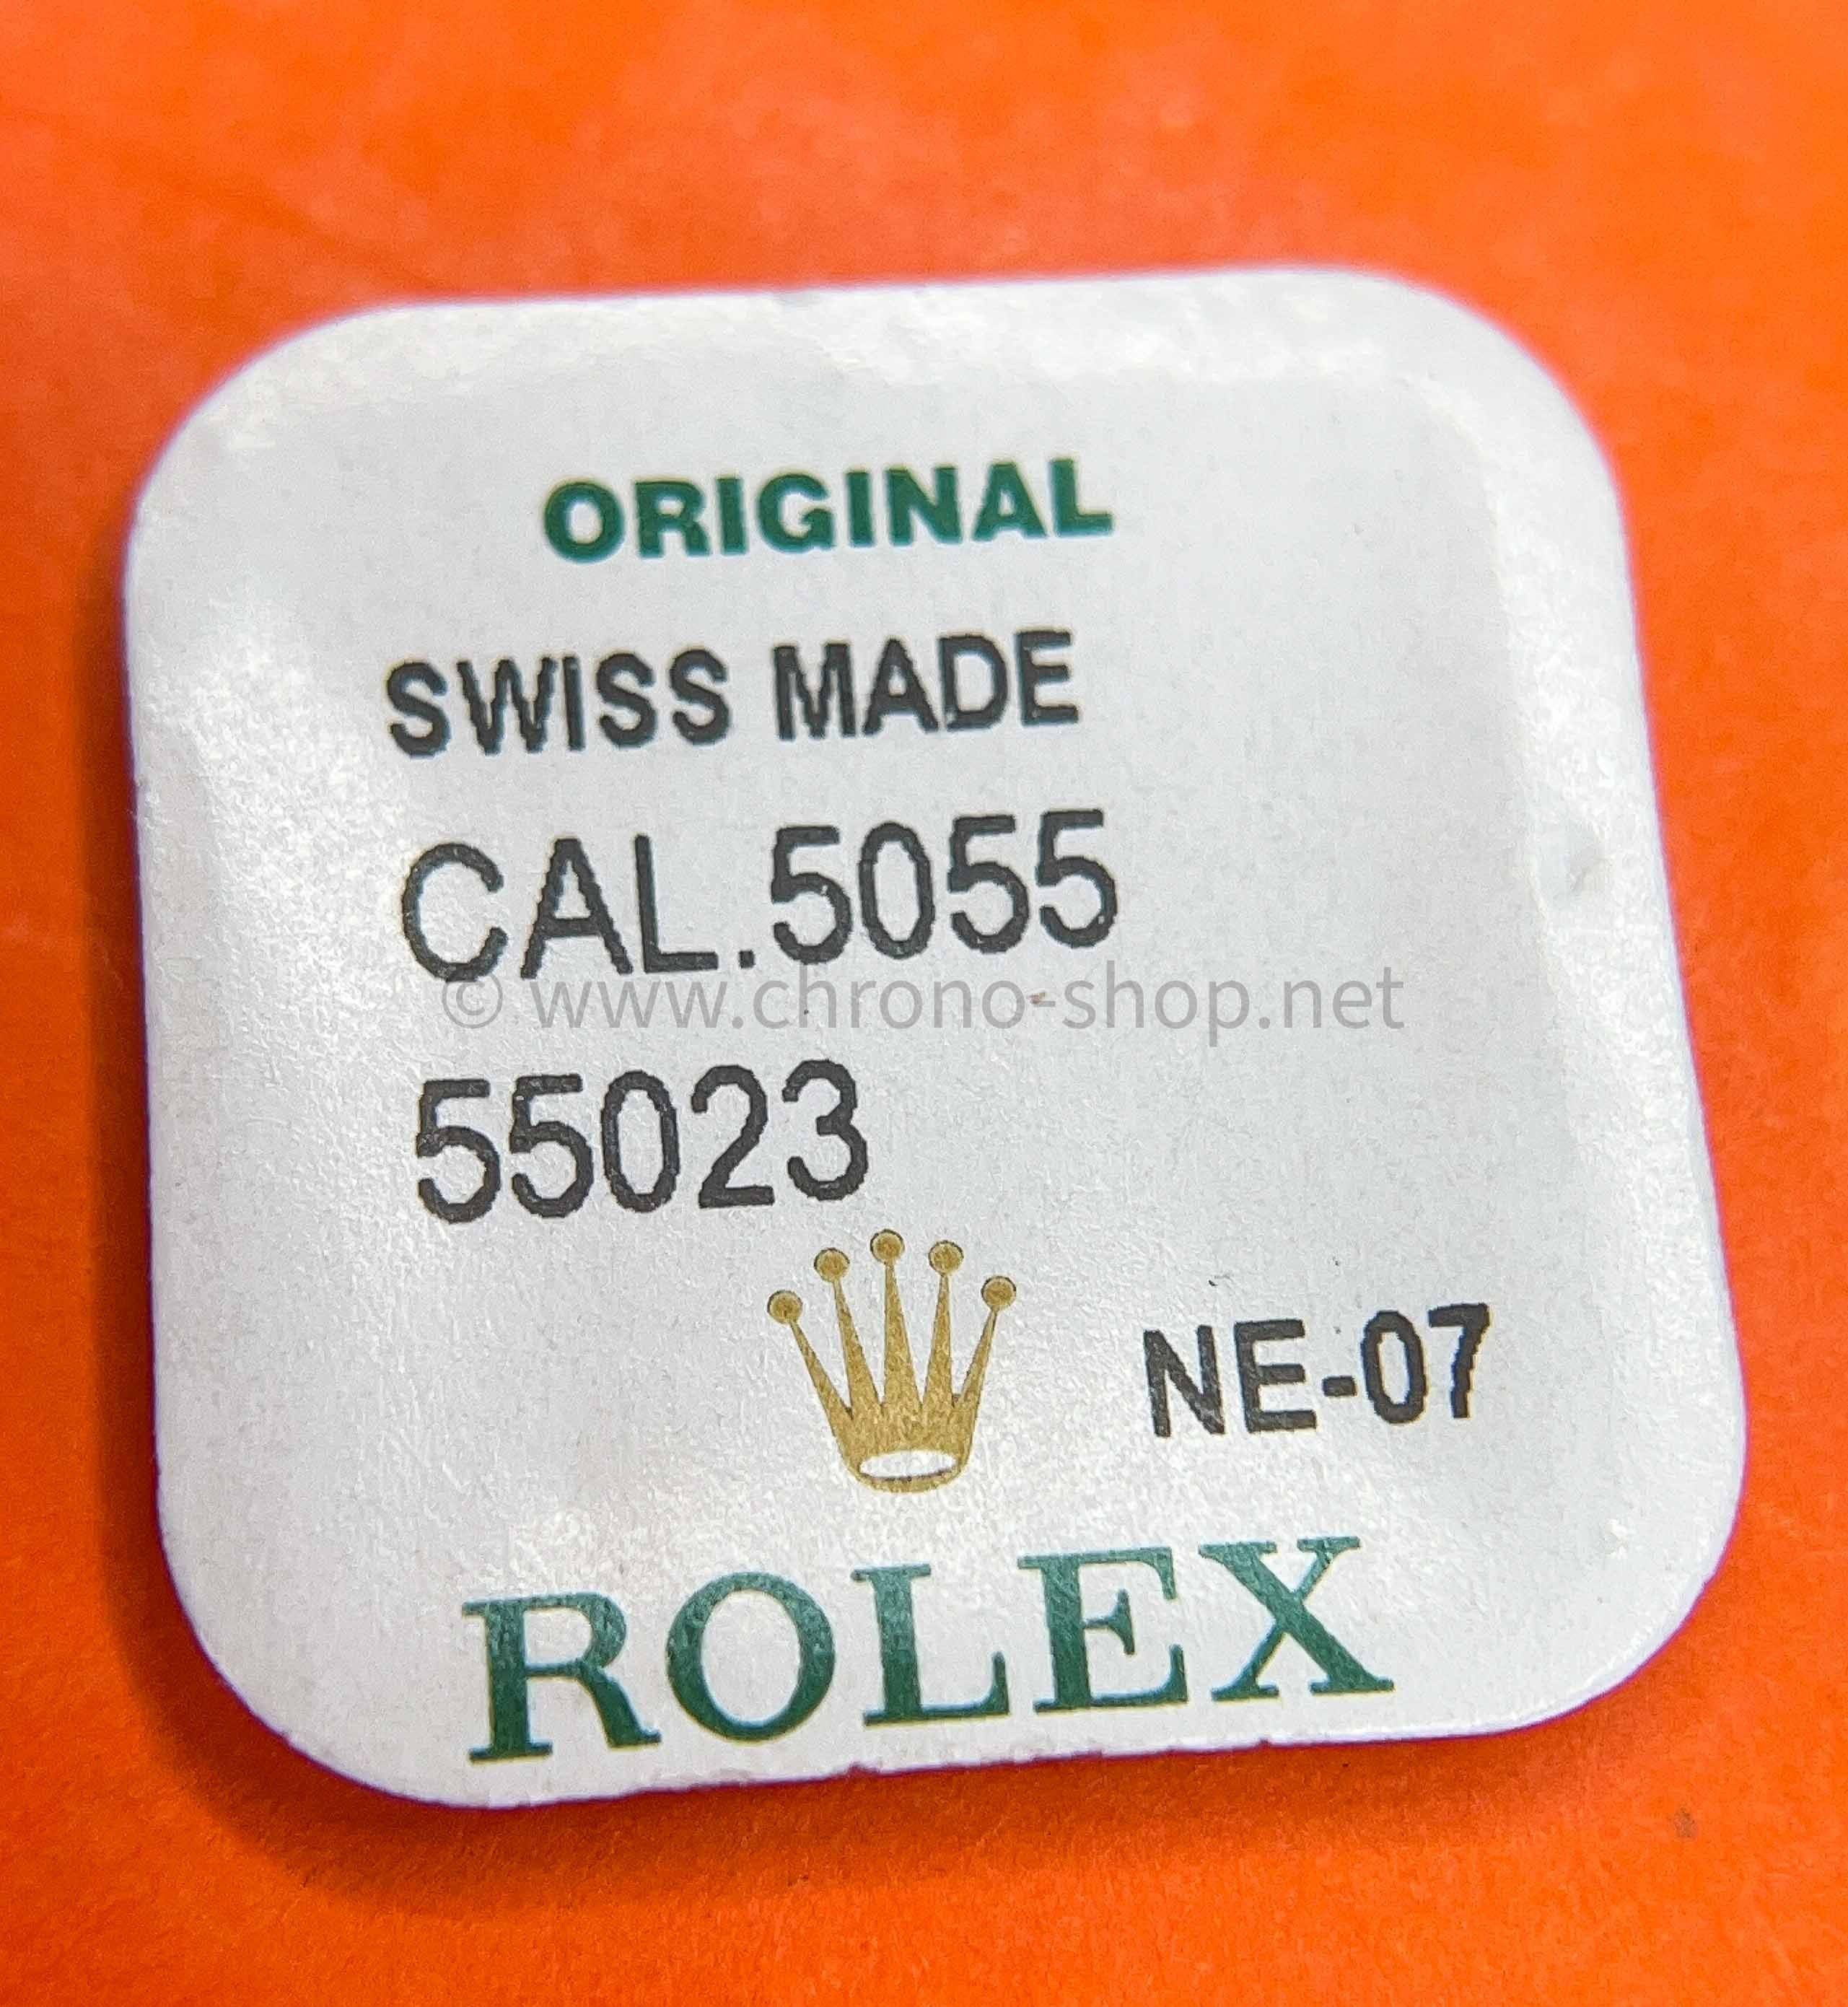 ORIGINAL
SWISS MADE
CAL.5055
© www.chrono-shop.net
55023
NE-07
ROLEX